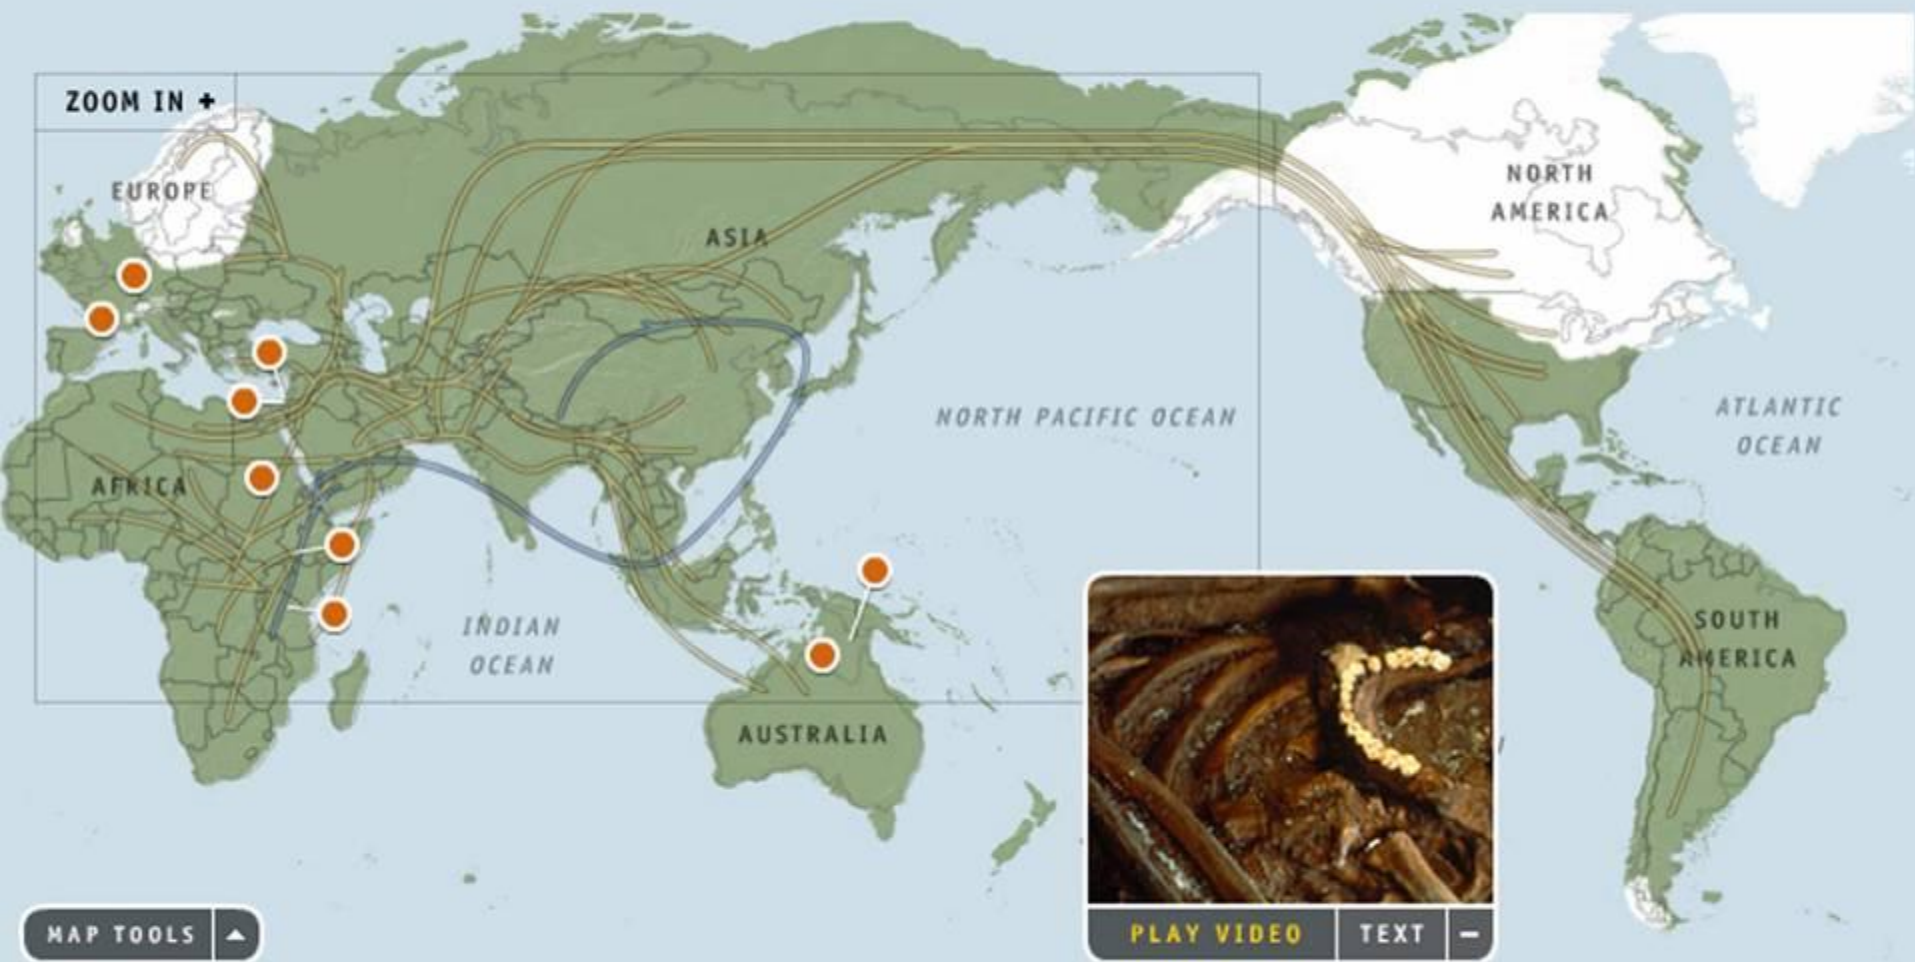 ZOOM IN +
EUROPE
ASIA
NORTH
AMERICA
NORTH PACIFIC OCEAN
ATLANTIC
OCEAN
AFRICA
INDIAN
OCEAN
SOUTH
AMERICA
AUSTRALIA
MAP TOOLS
PLAY VIDEO
TEXT